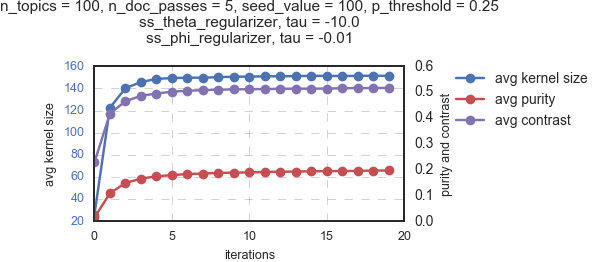 n_topics = 100, n_doc_passes = 5, seed_value = 100, p_threshold = 0.25
ss_theta_regularizer, tau = -10.0
ss_phi_regularizer, tau = -0.01
160
140
120
100
80
60
40
20
avg kernel size
0.6
0.5
0.4
0.3
0.2
0.1
0.0
purity and contrast
avg kernel size
avg purity
avg contrast
0
5
10
15
20
iterations